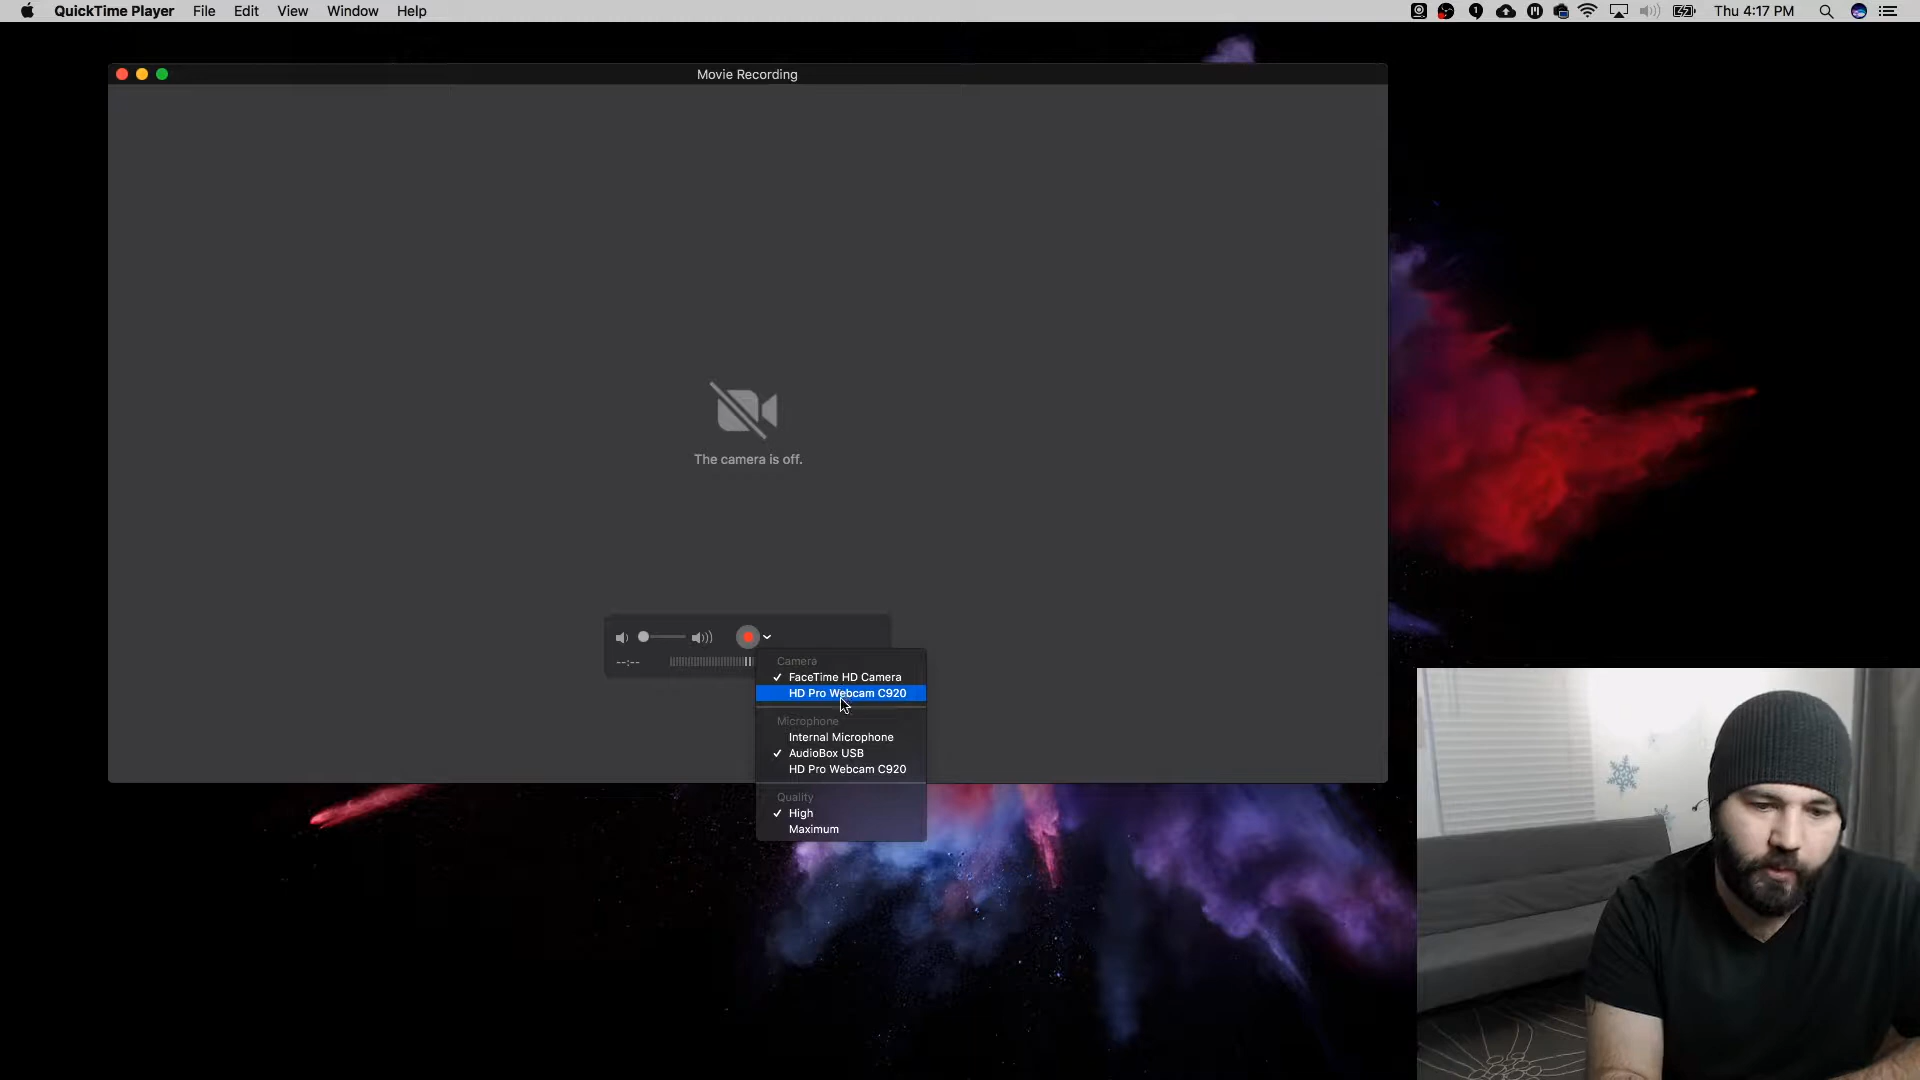 QuickTime Player File Edit View Window Help Thu 4:17 PM
Movie Recording
The camera is off.
--:--
Camera
✓ FaceTime HD Camera
HD Pro Webcam C920
Microphone
Internal Microphone
✓ AudioBox USB
HD Pro Webcam C920
Quality
✓ High
Maximum